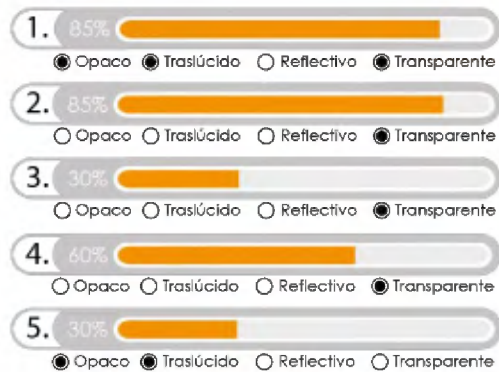 1. 85%
Opaco Traslúcido Reflectivo Transparente
2. 85%
Opaco Traslúcido Reflectivo Transparente
3. 30%
Opaco Traslúcido Reflectivo Transparente
4. 60%
Opaco Traslúcido Reflectivo Transparente
5. 30%
Opaco Traslúcido Reflectivo Transparente